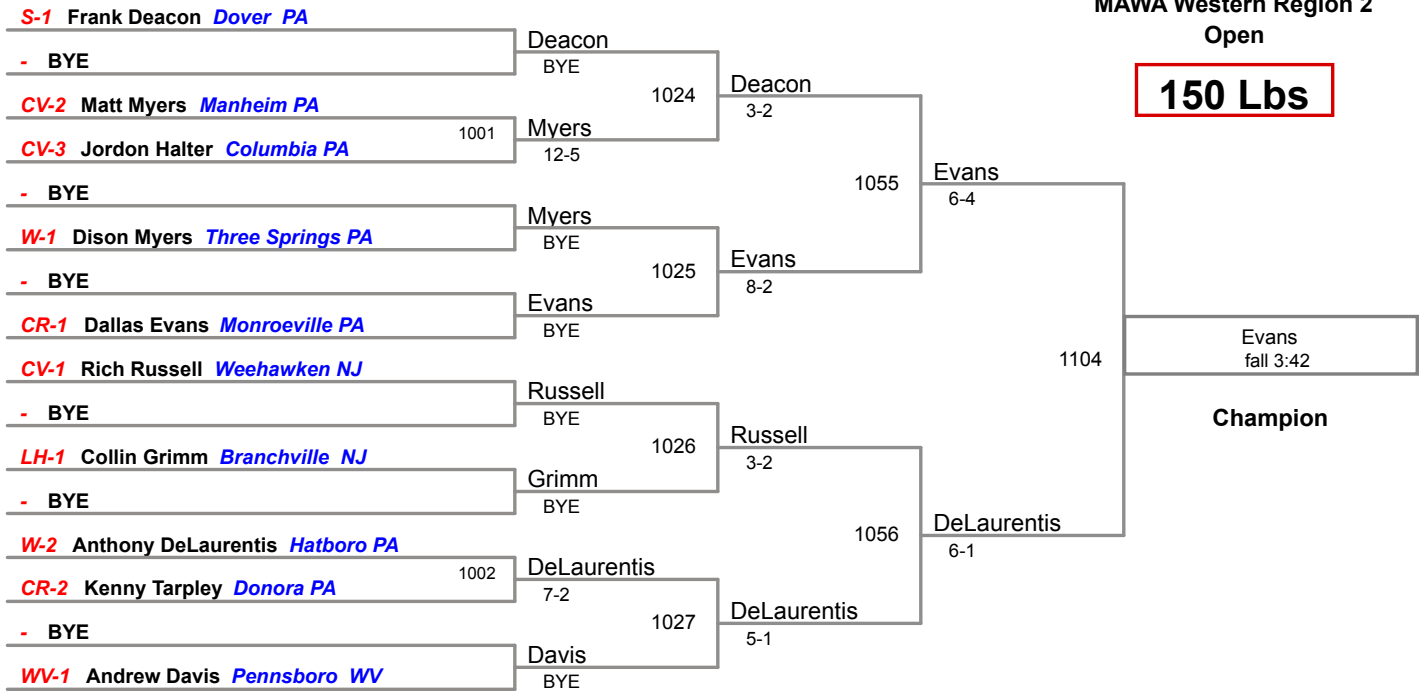 MAWA Western Region 2
Open
150 Lbs
S-1 Frank Deacon Dover PA
- BYE
CV-2 Matt Myers Manheim PA
CV-3 Jordon Halter Columbia PA
- BYE
W-1 Dison Myers Three Springs PA
- BYE
CR-1 Dallas Evans Monroeville PA
CV-1 Rich Russell Weehawken NJ
- BYE
LH-1 Collin Grimm Branchville NJ
- BYE
W-2 Anthony DeLaurentis Hatboro PA
CR-2 Kenny Tarpley Donora PA
- BYE
WV-1 Andrew Davis Pennsboro WV
1001
1002
Deacon
BYE
Myers
12-5
Myers
BYE
Evans
BYE
Russell
BYE
Grimm
BYE
DeLaurentis
7-2
Davis
BYE
1024
1025
1026
1027
Deacon
3-2
Evans
8-2
Russell
3-2
DeLaurentis
5-1
1055
1056
Evans
6-4
DeLaurentis
6-1
1104
Evans
fall 3:42
Champion